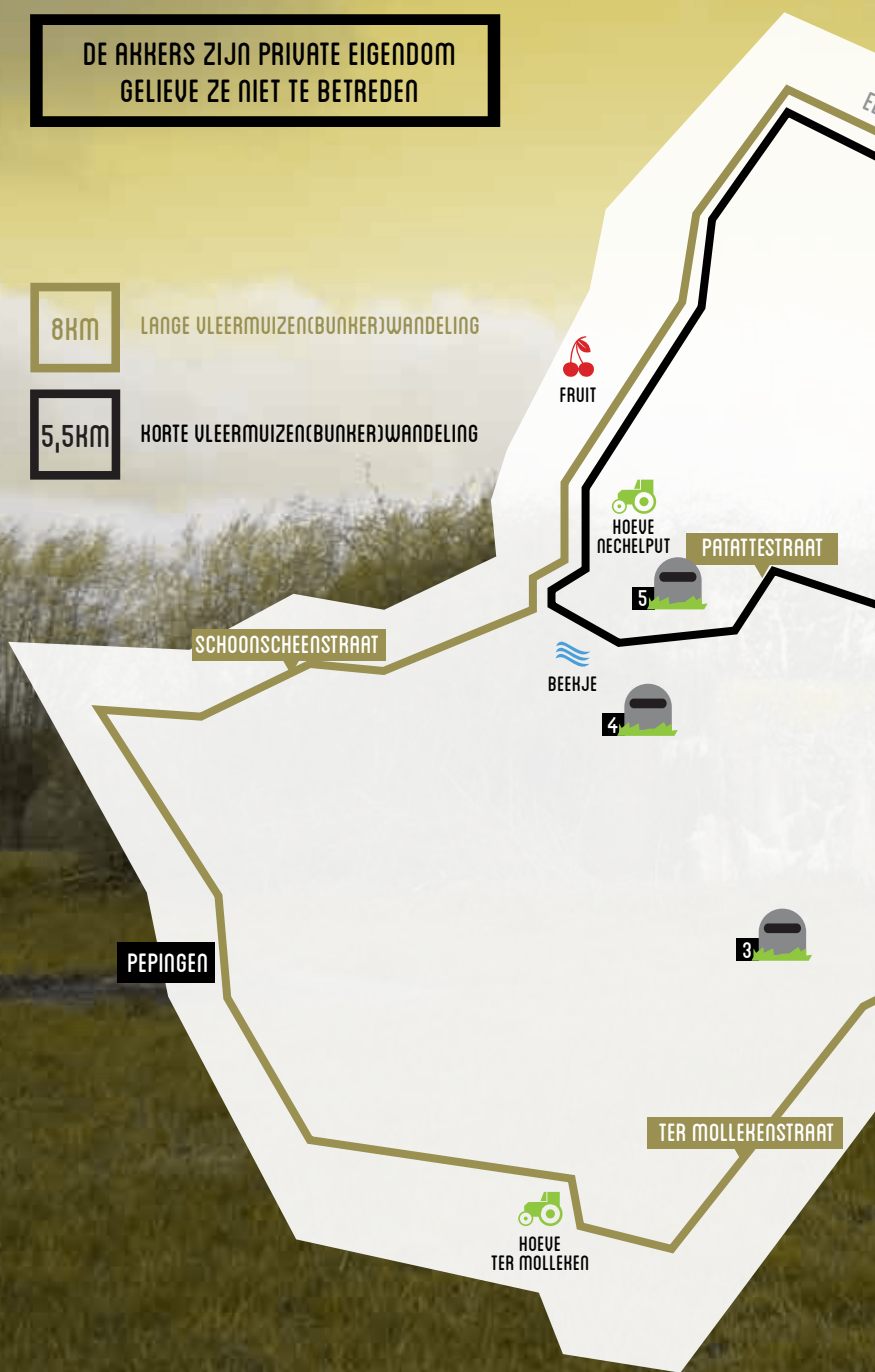 DE AKKERS ZIJN PRIVATE EIGENDOM
GELIEVE ZE NIET TE BETREDEN
8KM
LANGE VLEERMUIZEN(BUNKER)WANDELING
5,5KM
KORTE VLEERMUIZEN(BUNKER)WANDELING
FRUIT
HOEVE
NECHELPUT
PATATTESTRAAT
5
SCHOONSCHEENSTRAAT
BEEKJE
4
PEPINGEN
3
TER MOLLEKENSTRAAT
HOEVE
TER MOLLEKEN